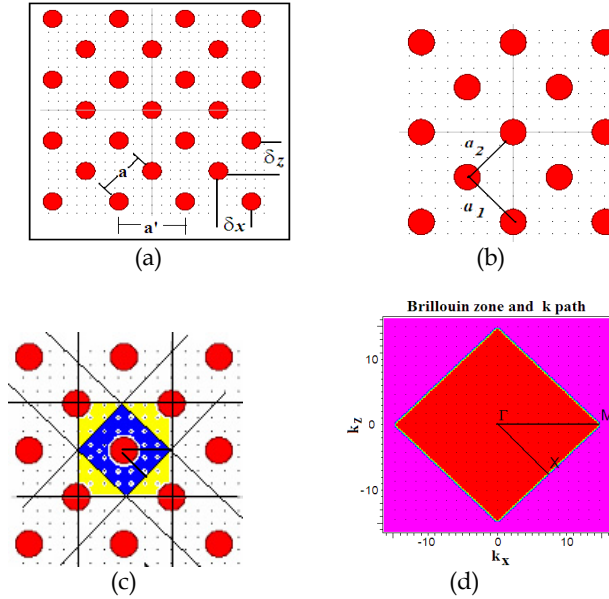 a
a'
δz
δx
(a)
a2
a1
(b)
(c)
Brillouin zone and k path
10
kz
0
-10
Γ
M
X
-10
0
10
kx
(d)